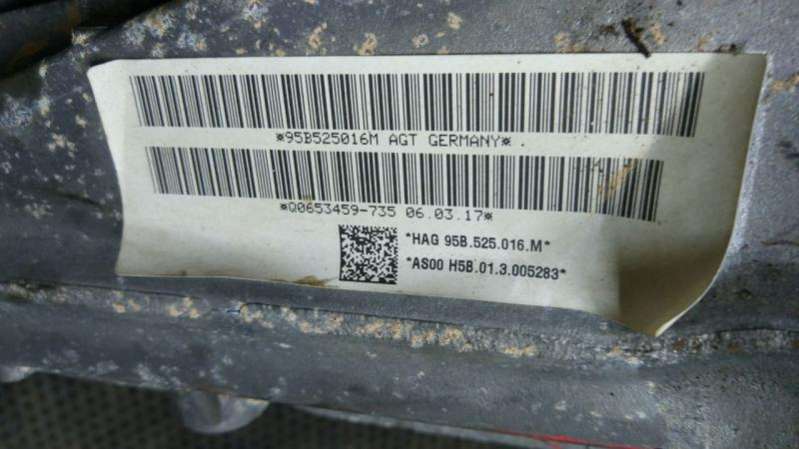 *95B525016M AGT GERMANY*
*Q0653459-735 06.03.17*
*HAG 95B.525.016.M*
*AS00 H5B.01.3.005283*